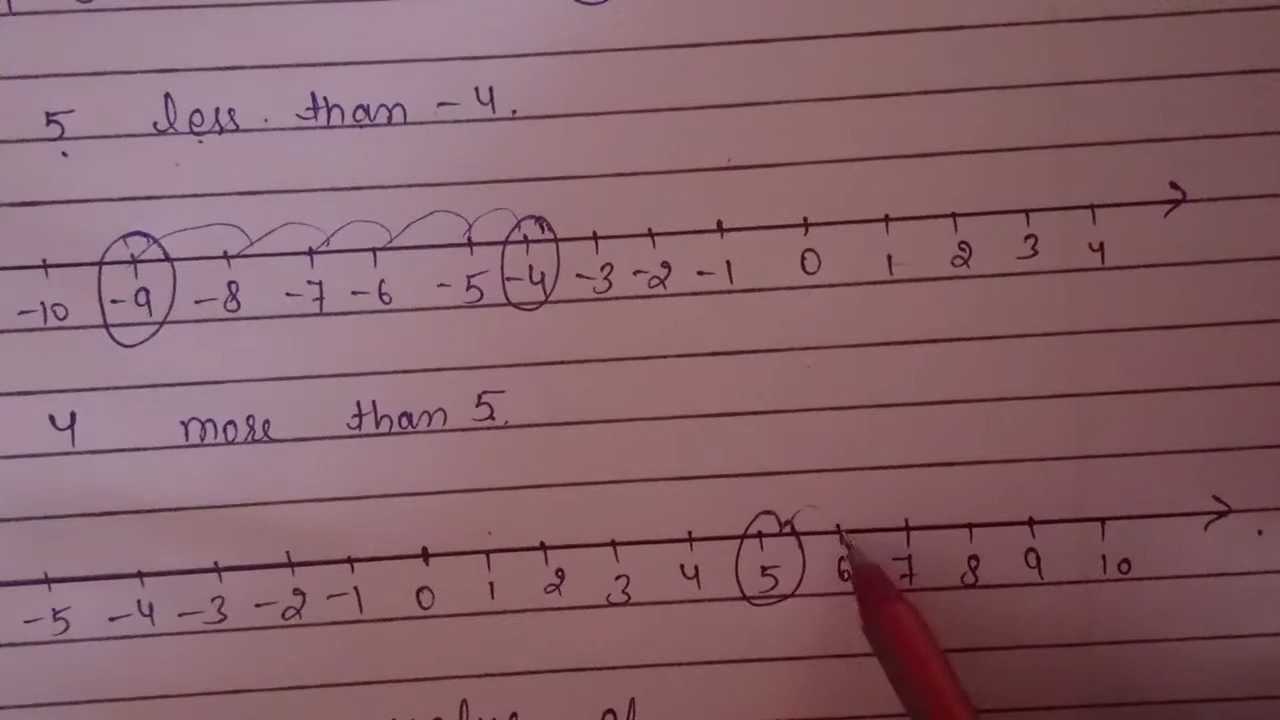 5 less than -4.
-10 -9 -8 -7 -6 -5 -4 -3 -2 -1 0 1 2 3 4
4 more than 5.
-5 -4 -3 -2 -1 0 1 2 3 4 5 6 7 8 9 10